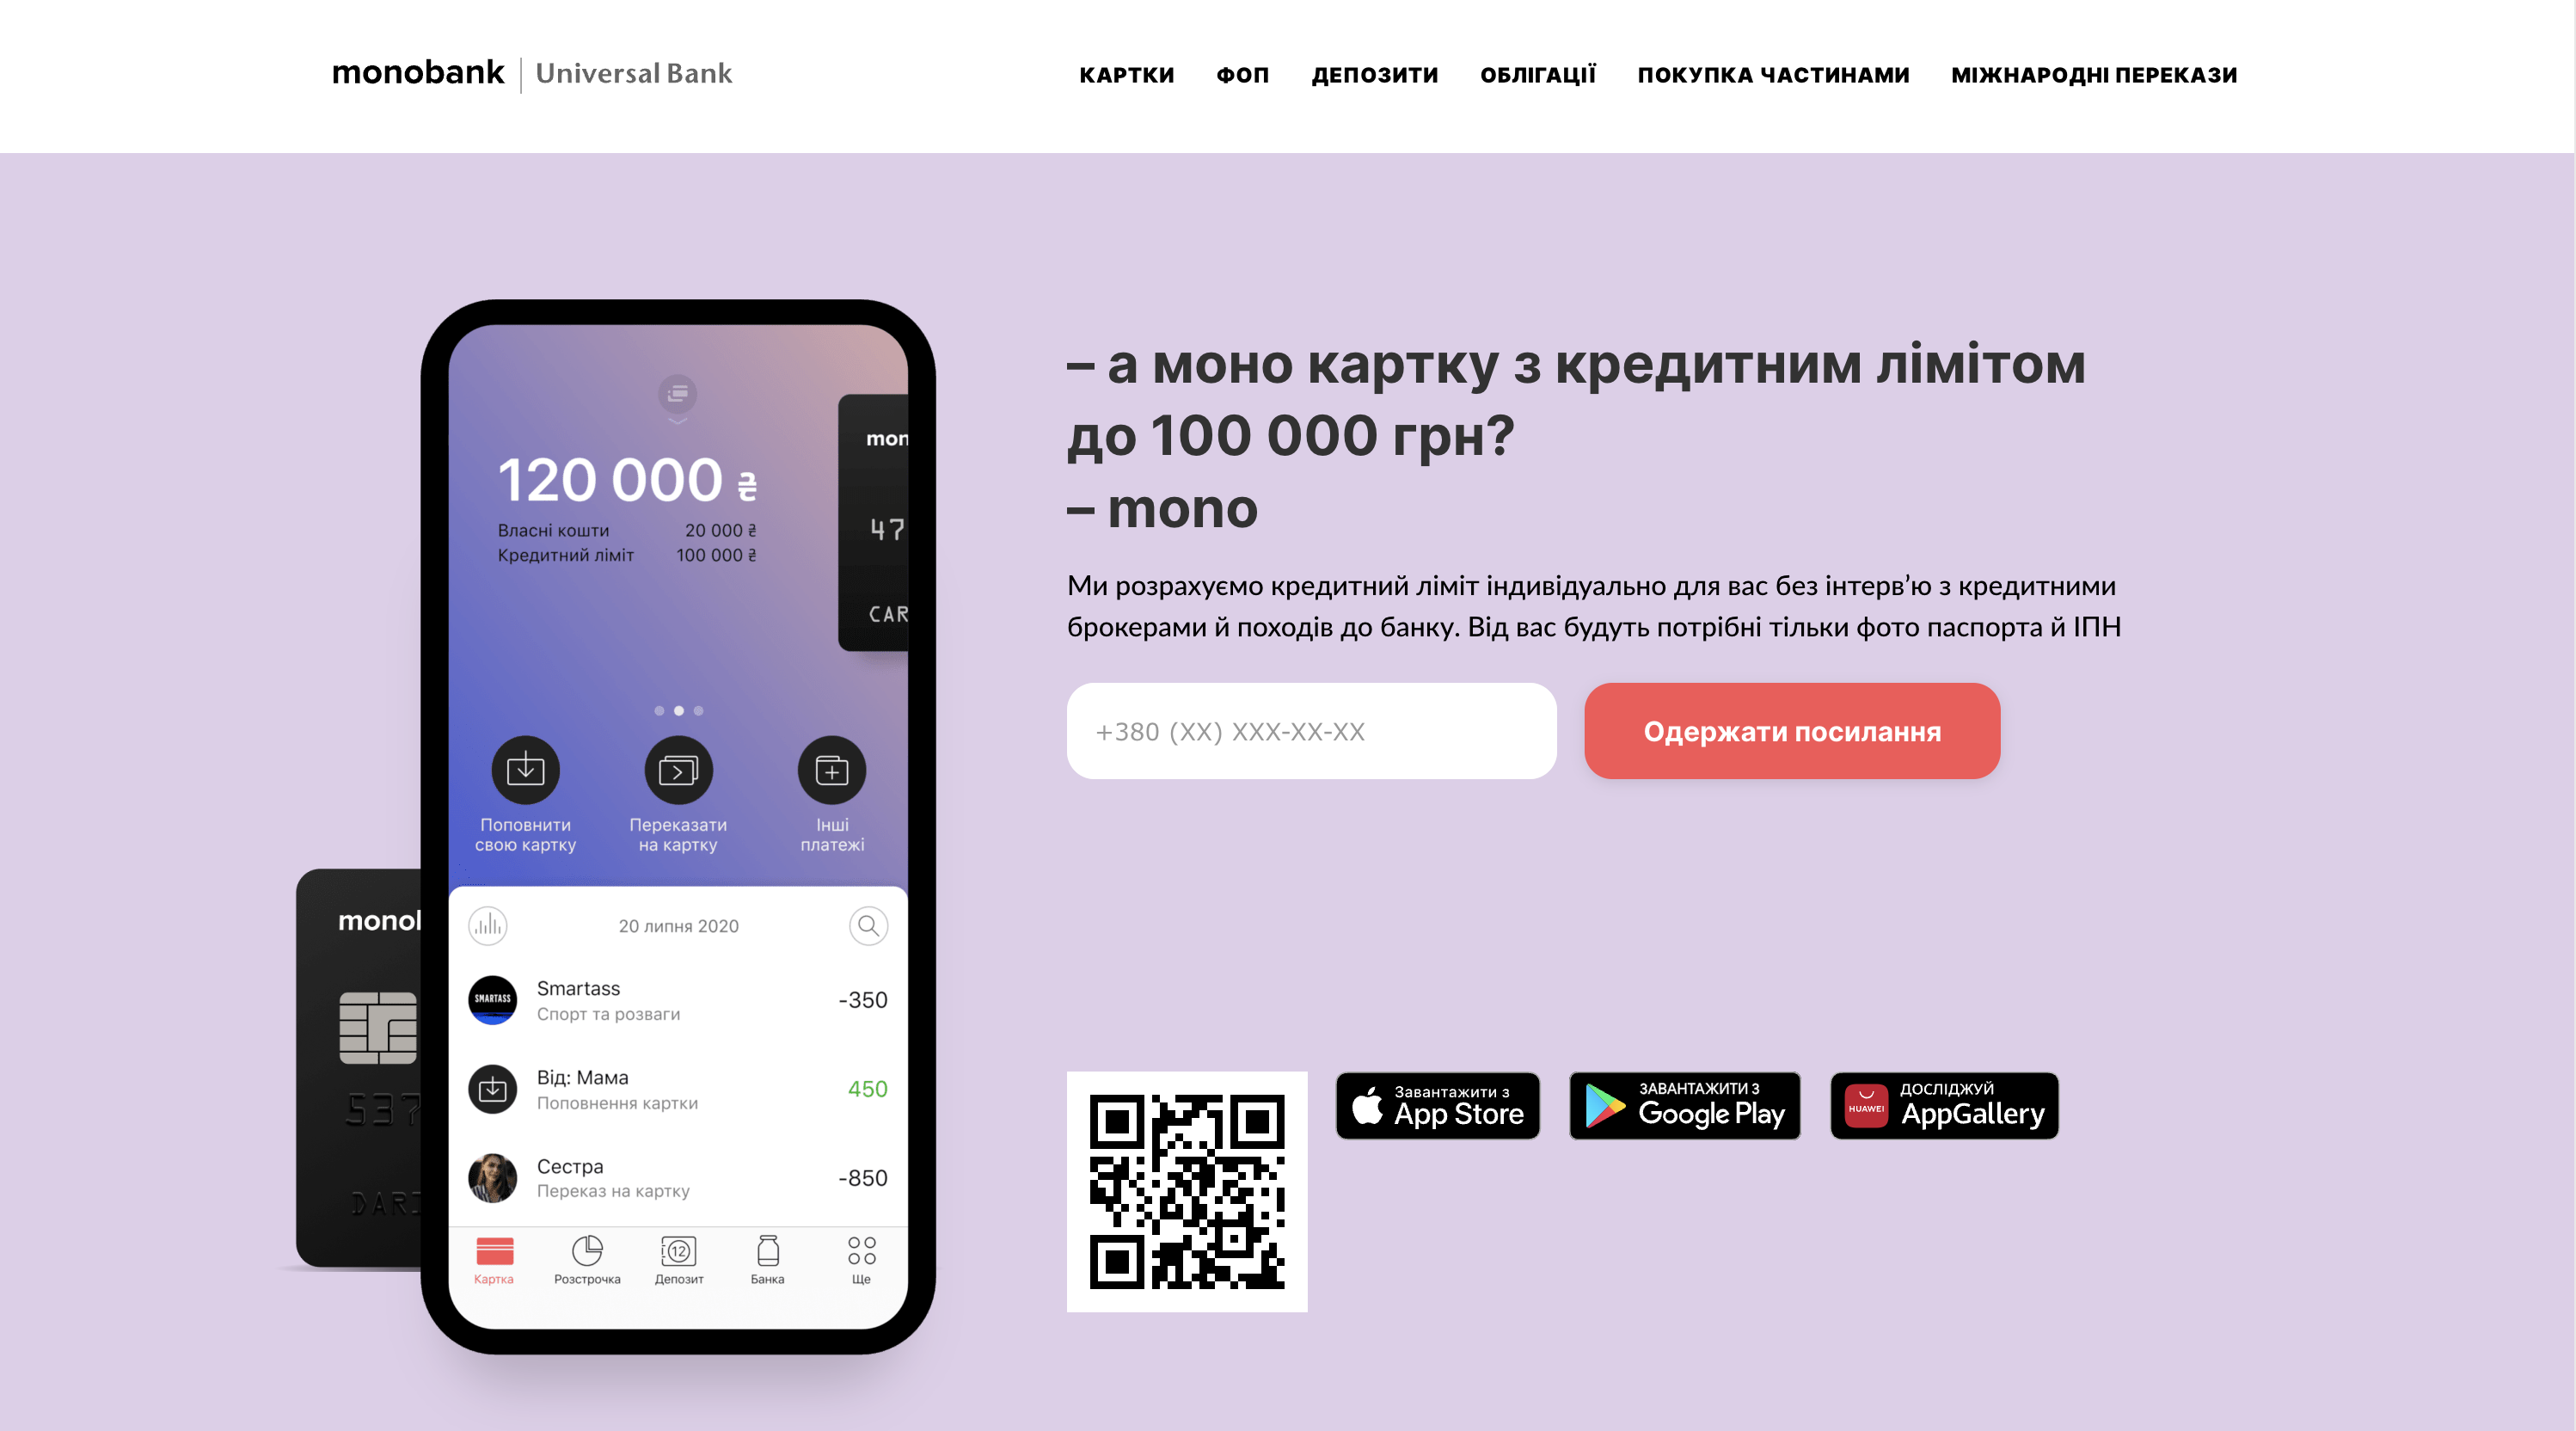 monobank | Universal Bank
КАРТКИ ФОП ДЕПОЗИТИ ОБЛІГАЦІЇ ПОКУПКА ЧАСТИНАМИ МІЖНАРОДНІ ПЕРЕКАЗИ
120 000 ₴
Власні кошти 20 000 ₴
Кредитний ліміт 100 000 ₴
mon
47
CAR
Поповнити
свою картку
Переказати
на картку
Інші
платежі
20 липня 2020
SMARTASS
Smartass
Спорт та розваги
-350
Від: Мама
Поповнення картки
450
Сестра
Переказ на картку
-850
Картка
Розстрочка
12
Депозит
Банка
Ще
monob
537
DARI
– а моно картку з кредитним лімітом
до 100 000 грн?
– mono
Ми розрахуємо кредитний ліміт індивідуально для вас без інтерв’ю з кредитними
брокерами й походів до банку. Від вас будуть потрібні тільки фото паспорта й ІПН
+380 (XX) XXX-XX-XX
Одержати посилання
Завантажити з
App Store
ЗАВАНТАЖИТИ З
Google Play
HUAWEI
ДОСЛІДЖУЙ
AppGallery